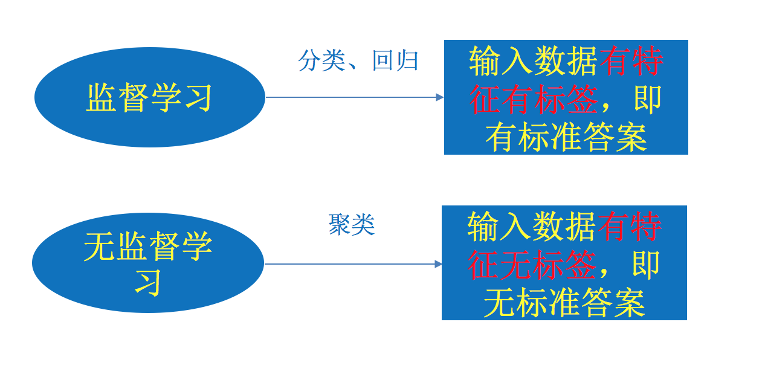 监督学习
分类、回归
输入数据有特
征有标签，即
有标准答案
无监督学
习
聚类
输入数据有特
征无标签，即
无标准答案